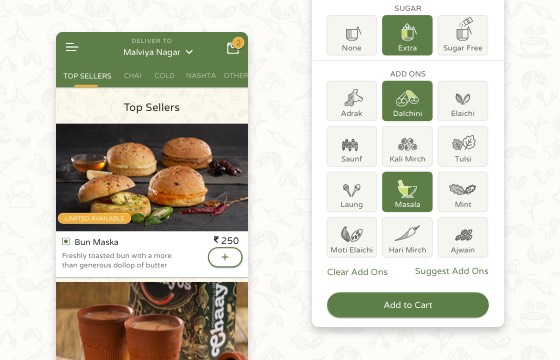 DELIVER TO
Malviya Nagar
2
TOP SELLERS CHAI COLD NASHTA OTHER
Top Sellers
LIMITED AVAILABLE
Bun Maska ₹ 250
Freshly toasted bun with a more
than generous dollop of butter
+
Chaay
SUGAR
None Extra Sugar Free
ADD ONS
Adrak Dalchini Elaichi
Saunf Kali Mirch Tulsi
Laung Masala Mint
Moti Elaichi Hari Mirch Ajwain
Clear Add Ons Suggest Add Ons
Add to Cart